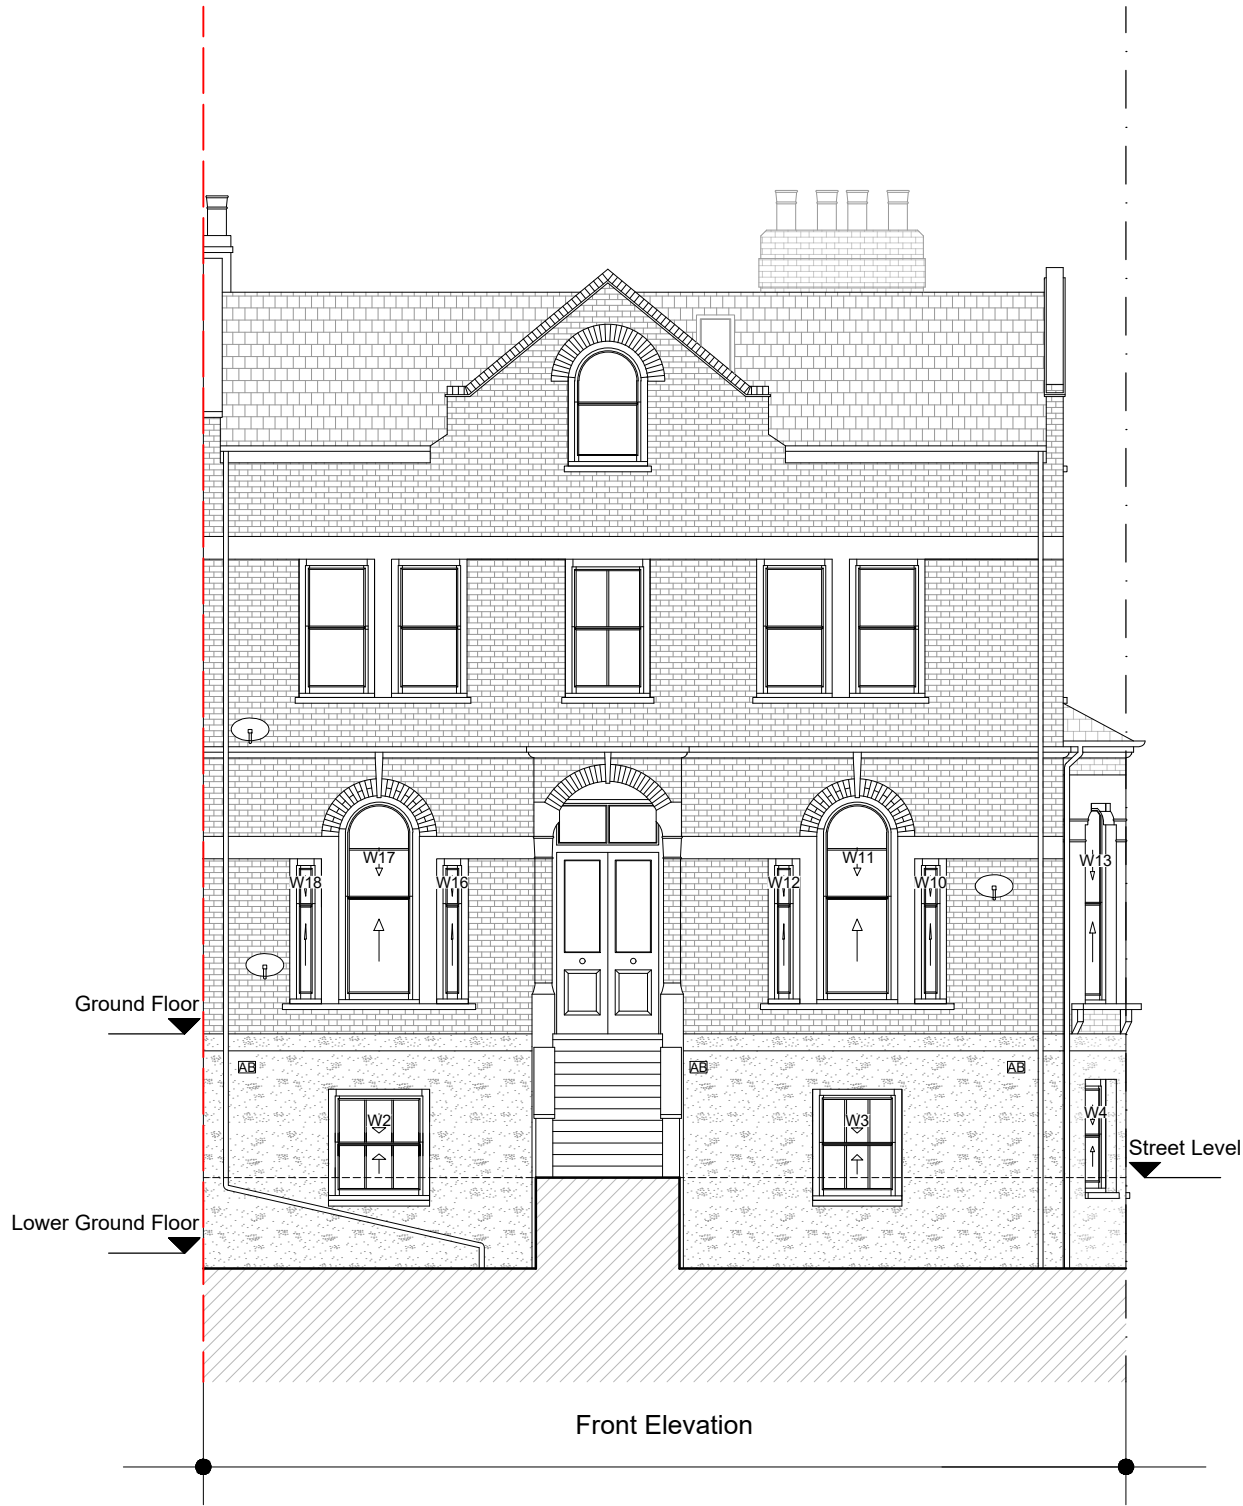 W17
W11
W13
W18
W16
W12
W10
Ground Floor
AB
AB
AB
W2
W3
W4
Street Level
Lower Ground Floor
Front Elevation